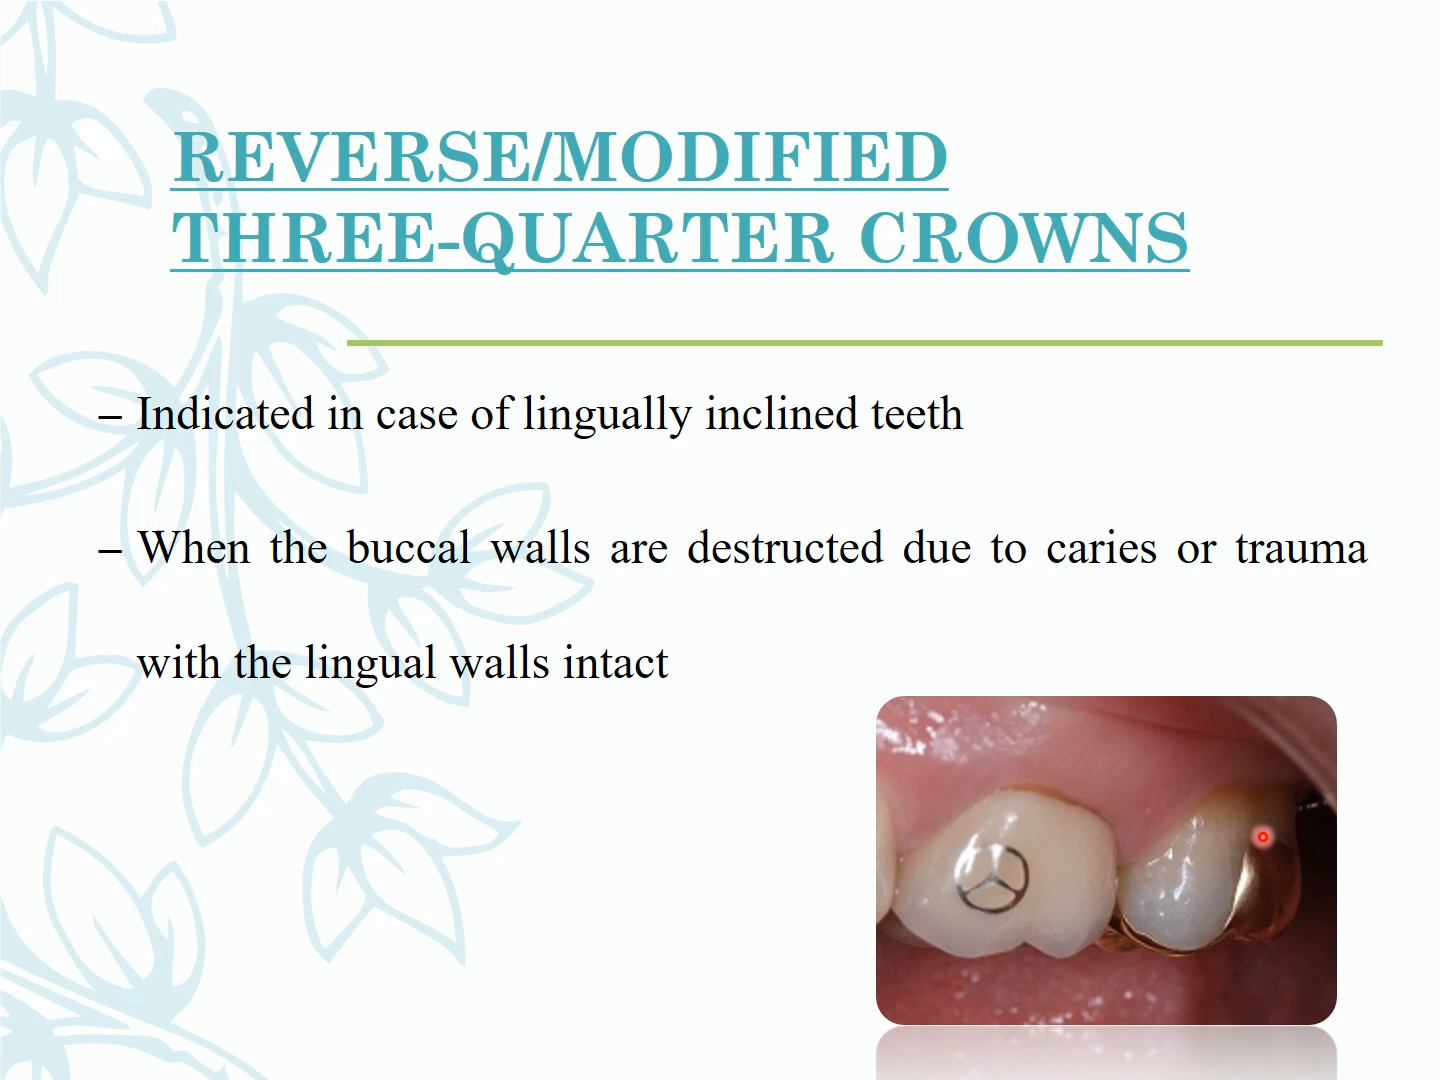 REVERSE/MODIFIED
THREE-QUARTER CROWNS
– Indicated in case of lingually inclined teeth
– When the buccal walls are destructed due to caries or trauma
with the lingual walls intact